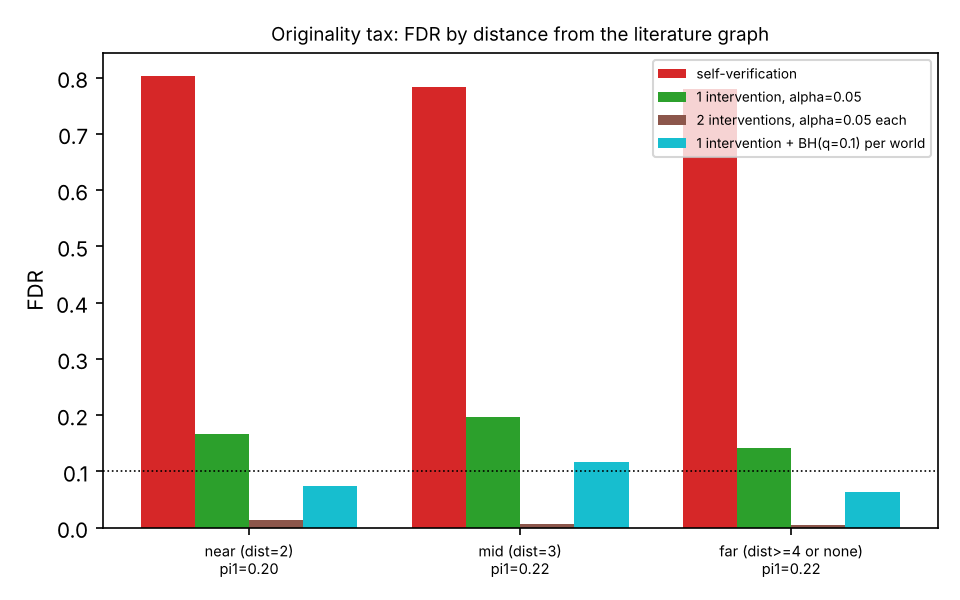 Originality tax: FDR by distance from the literature graph
self-verification
1 intervention, alpha=0.05
2 interventions, alpha=0.05 each
1 intervention + BH(q=0.1) per world
FDR
0.8
0.7
0.6
0.5
0.4
0.3
0.2
0.1
0.0
near (dist=2)
pi1=0.20
mid (dist=3)
pi1=0.22
far (dist>=4 or none)
pi1=0.22